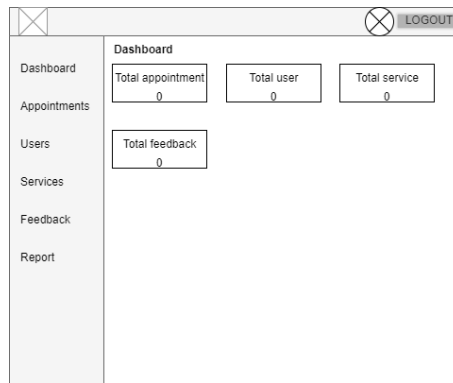 LOGOUT
Dashboard
Appointments
Users
Services
Feedback
Report
Dashboard
Total appointment
0
Total user
0
Total service
0
Total feedback
0